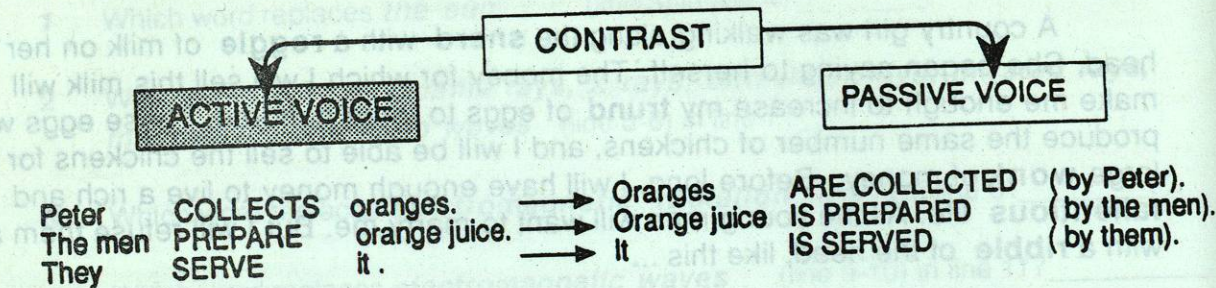 CONTRAST
ACTIVE VOICE PASSIVE VOICE
Peter COLLECTS oranges. → Oranges ARE COLLECTED (by Peter).
The men PREPARE orange juice. → Orange juice IS PREPARED (by the men).
They SERVE it. → It IS SERVED (by them).